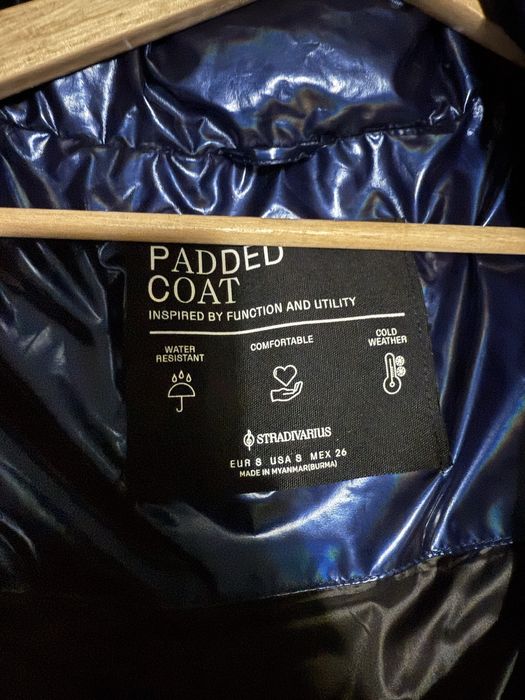 PADDED
COAT
INSPIRED BY FUNCTION AND UTILITY
WATER
RESISTANT
COMFORTABLE
COLD
WEATHER
STRADIVARIUS
EUR S USA S MEX 26
MADE IN MYANMAR(BURMA)